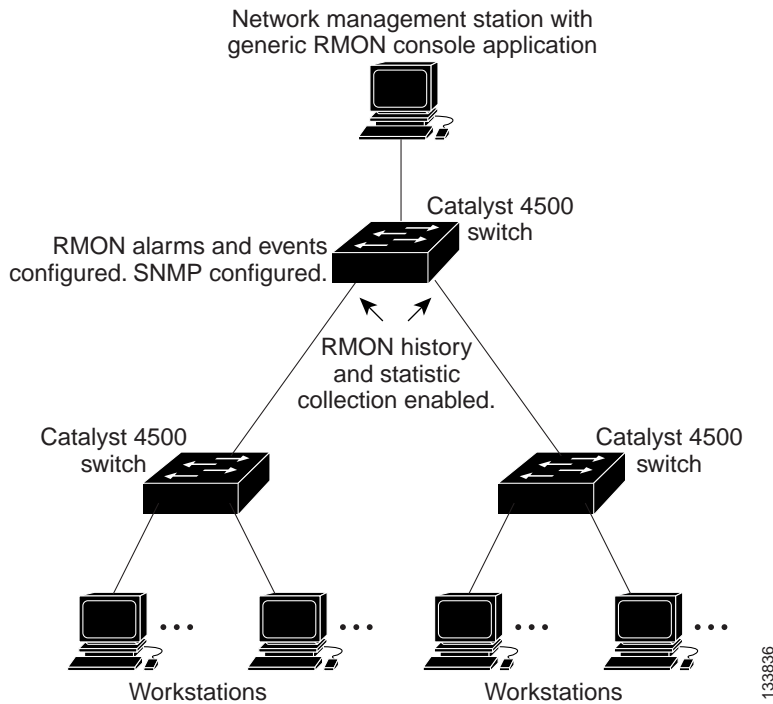 Network management station with
generic RMON console application
Catalyst 4500
switch
RMON alarms and events
configured. SNMP configured.
RMON history
and statistic
collection enabled.
Catalyst 4500
switch
Catalyst 4500
switch
Workstations
Workstations
133836